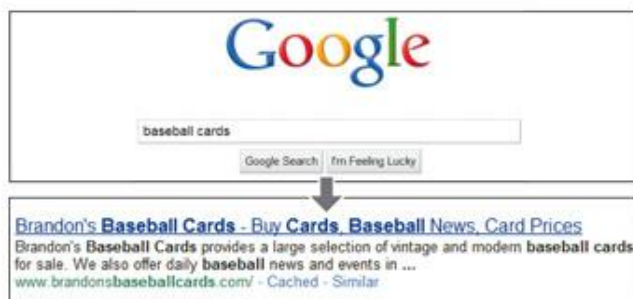 Google
baseball cards
Google Search I'm Feeling Lucky
Brandon's Baseball Cards - Buy Cards, Baseball News, Card Prices
Brandon's Baseball Cards provides a large selection of vintage and modern baseball cards
for sale. We also offer daily baseball news and events in ...
www.brandonsbaseballcards.com/ - Cached - Similar